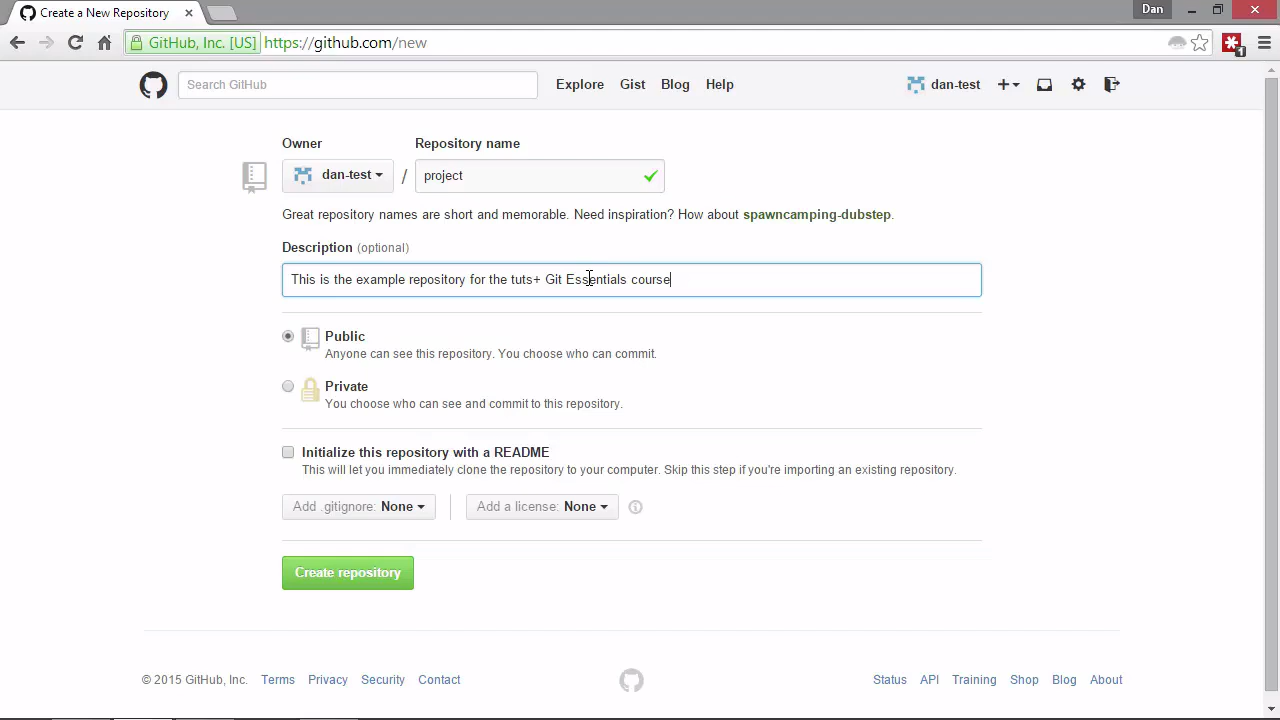 Create a New Repository
Dan
GitHub, Inc. [US] https://github.com/new
1
Search GitHub
Explore Gist Blog Help
dan-test
Owner Repository name
dan-test / project
Great repository names are short and memorable. Need inspiration? How about spawncamping-dubstep.
Description (optional)
This is the example repository for the tuts+ Git Essentials course
Public
Anyone can see this repository. You choose who can commit.
Private
You choose who can see and commit to this repository.
Initialize this repository with a README
This will let you immediately clone the repository to your computer. Skip this step if you're importing an existing repository.
Add .gitignore: None Add a license: None
Create repository
© 2015 GitHub, Inc. Terms Privacy Security Contact Status API Training Shop Blog About